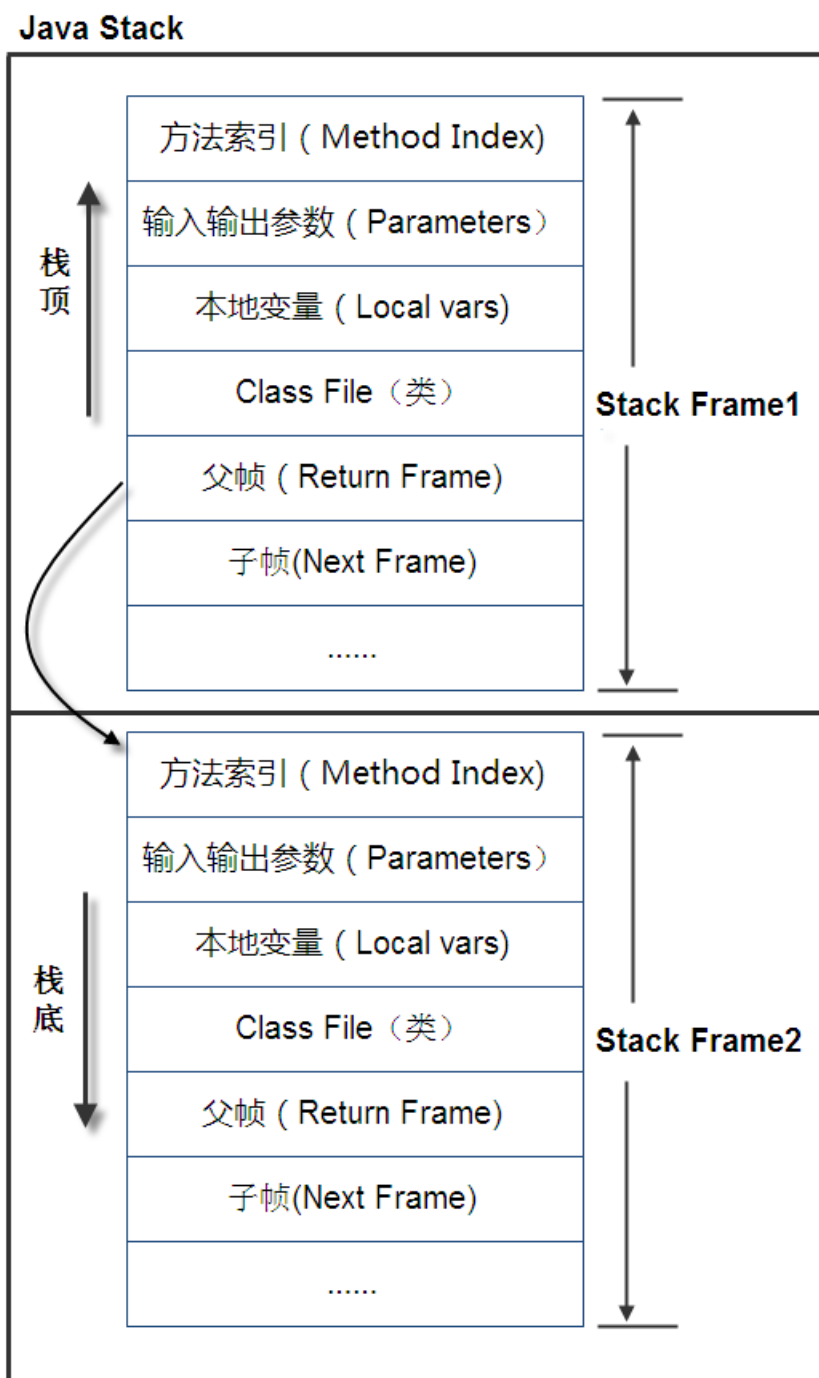 Java Stack
方法索引 ( Method Index)
输入输出参数 ( Parameters）
栈顶
本地变量 ( Local vars)
Class File（类）
Stack Frame1
父帧 ( Return Frame)
子帧(Next Frame)
......
方法索引 ( Method Index)
输入输出参数 ( Parameters）
本地变量 ( Local vars)
栈底
Class File（类）
Stack Frame2
父帧 ( Return Frame)
子帧(Next Frame)
......